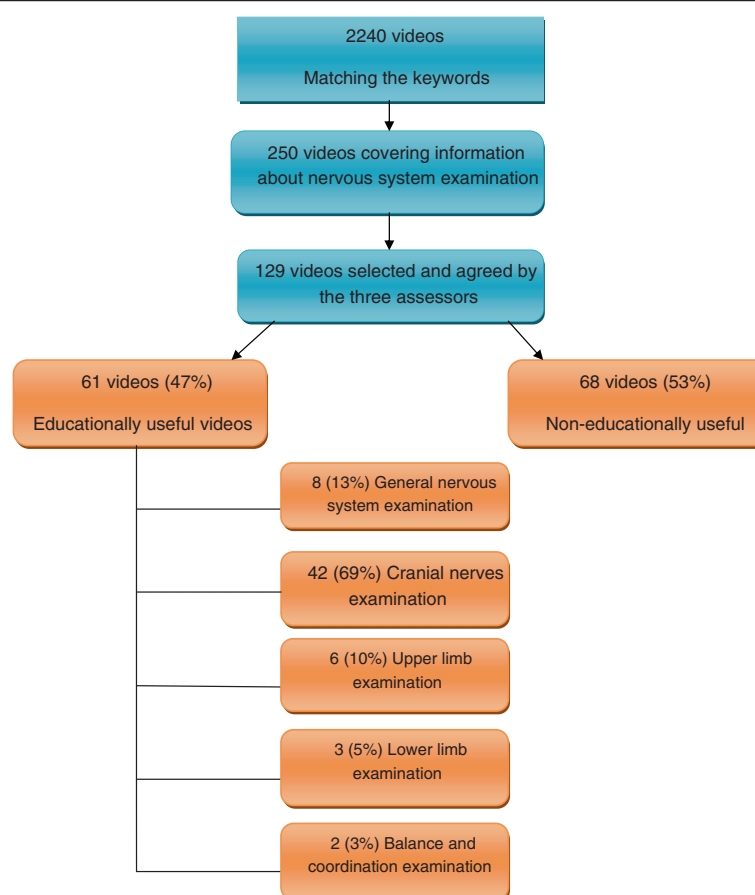 2240 videos
Matching the keywords
250 videos covering information
about nervous system examination
129 videos selected and agreed by
the three assessors
61 videos (47%)
Educationally useful videos
68 videos (53%)
Non-educationally useful
8 (13%) General nervous
system examination
42 (69%) Cranial nerves
examination
6 (10%) Upper limb
examination
3 (5%) Lower limb
examination
2 (3%) Balance and
coordination examination